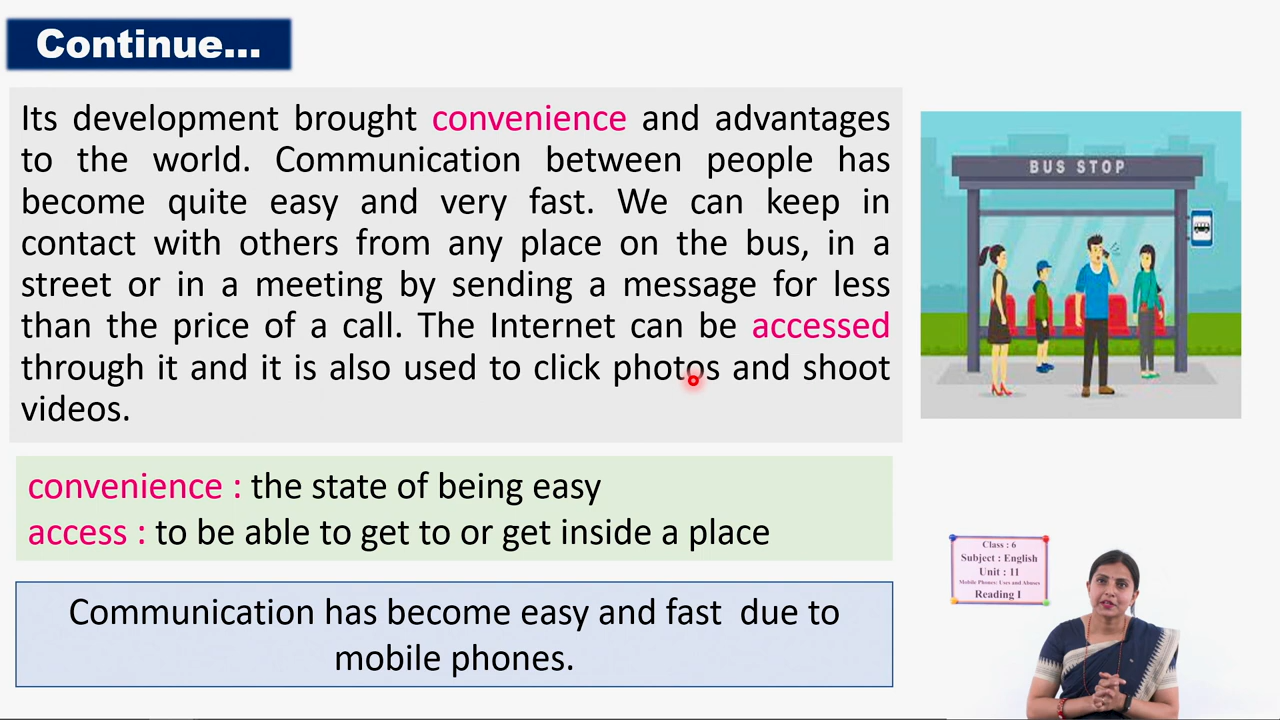 Continue...
Its development brought convenience and advantages
to the world. Communication between people has
become quite easy and very fast. We can keep in
contact with others from any place on the bus, in a
street or in a meeting by sending a message for less
than the price of a call. The Internet can be accessed
through it and it is also used to click photos and shoot
videos.
BUS STOP
convenience : the state of being easy
access : to be able to get to or get inside a place
Communication has become easy and fast due to
mobile phones.
Class : 6
Subject : English
Unit : 11
Mobile Phones: Uses and Abuses
Reading I